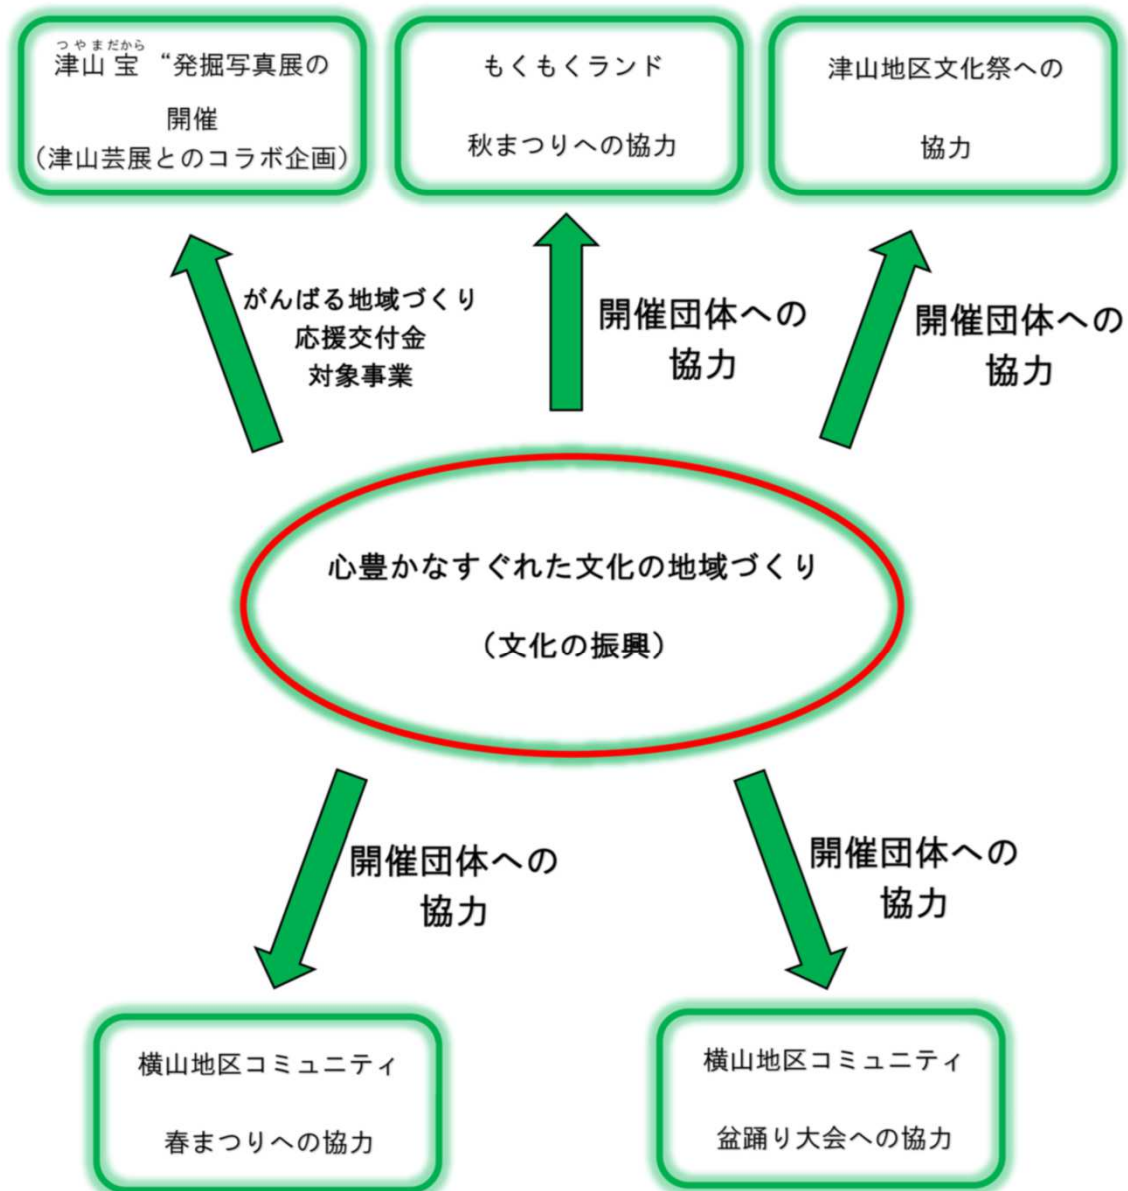 つやまだから
津山宝 “発掘写真展の
開催
（津山芸展とのコラボ企画）
もくもくランド
秋まつりへの協力
津山地区文化祭への
協力
がんばる地域づくり
応援交付金
対象事業
開催団体への
協力
開催団体への
協力
心豊かなすぐれた文化の地域づくり
（文化の振興）
開催団体への
協力
開催団体への
協力
横山地区コミュニティ
春まつりへの協力
横山地区コミュニティ
盆踊り大会への協力